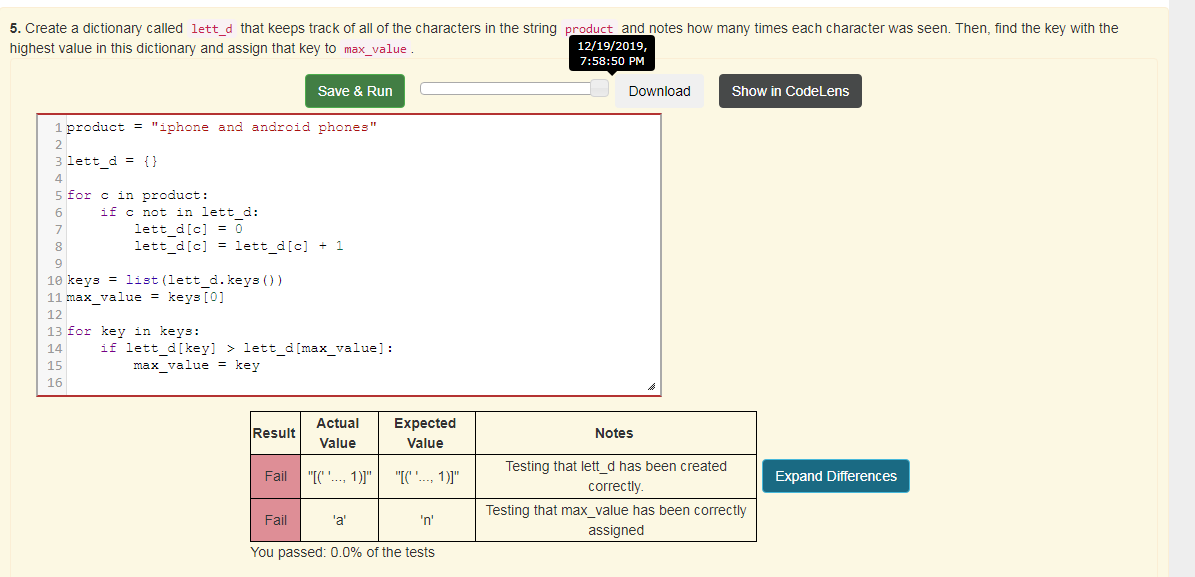 5. Create a dictionary called lett_d that keeps track of all of the characters in the string product and notes how many times each character was seen. Then, find the key with the
highest value in this dictionary and assign that key to max_value.
12/19/2019,
7:58:50 PM
Save & Run
Download
Show in CodeLens
1 product = "iphone and android phones"
2
3 lett_d = {}
4
5 for c in product:
6     if c not in lett_d:
7         lett_d[c] = 0
8         lett_d[c] = lett_d[c] + 1
9
10 keys = list(lett_d.keys())
11 max_value = keys[0]
12
13 for key in keys:
14     if lett_d[key] > lett_d[max_value]:
15         max_value = key
16
Result Actual Value Expected Value Notes
Fail "[(' '..., 1)]" "[(' '..., 1)]" Testing that lett_d has been created correctly.
Expand Differences
Fail 'a' 'n' Testing that max_value has been correctly assigned
You passed: 0.0% of the tests